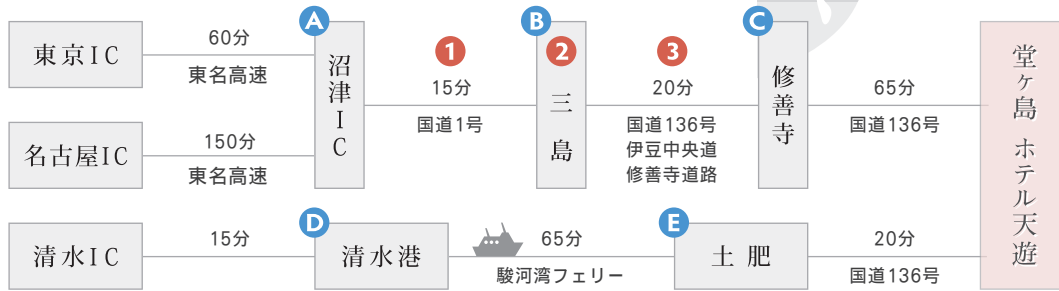 A
B
C
60分
1
2
3
東京IC
東名高速
沼津IC
15分
国道1号
三島
20分
国道136号
伊豆中央道
修善寺道路
修善寺
65分
国道136号
堂ヶ島 ホテル天遊
150分
名古屋IC
東名高速
D
E
清水IC
15分
清水港
65分
駿河湾フェリー
土肥
20分
国道136号